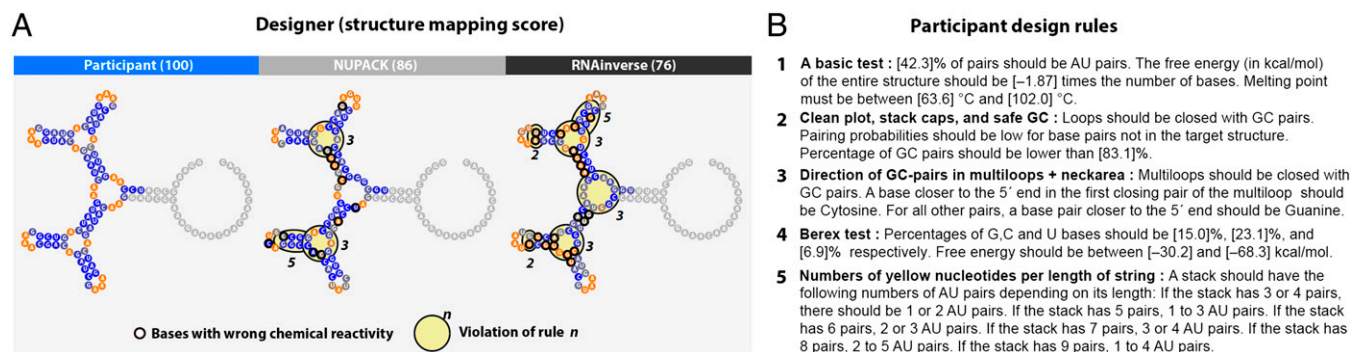 A
Designer (structure mapping score)
Participant (100)
NUPACK (86)
RNAinverse (76)
3
5
5
3
2
3
3
2
3
Bases with wrong chemical reactivity
n
Violation of rule n
B
Participant design rules
1 A basic test : [42.3]% of pairs should be AU pairs. The free energy (in kcal/mol)
of the entire structure should be [–1.87] times the number of bases. Melting point
must be between [63.6] °C and [102.0] °C.
2 Clean plot, stack caps, and safe GC : Loops should be closed with GC pairs.
Pairing probabilities should be low for base pairs not in the target structure.
Percentage of GC pairs should be lower than [83.1]%.
3 Direction of GC-pairs in multiloops + neckarea : Multiloops should be closed with
GC pairs. A base closer to the 5´ end in the first closing pair of the multiloop should
be Cytosine. For all other pairs, a base pair closer to the 5´ end should be Guanine.
4 Berex test : Percentages of G,C and U bases should be [15.0]%, [23.1]%, and
[6.9]% respectively. Free energy should be between [–30.2] and [–68.3] kcal/mol.
5 Numbers of yellow nucleotides per length of string : A stack should have the
following numbers of AU pairs depending on its length: If the stack has 3 or 4 pairs,
there should be 1 or 2 AU pairs. If the stack has 5 pairs, 1 to 3 AU pairs. If the stack
has 6 pairs, 2 or 3 AU pairs. If the stack has 7 pairs, 3 or 4 AU pairs. If the stack has
8 pairs, 2 to 5 AU pairs. If the stack has 9 pairs, 1 to 4 AU pairs.